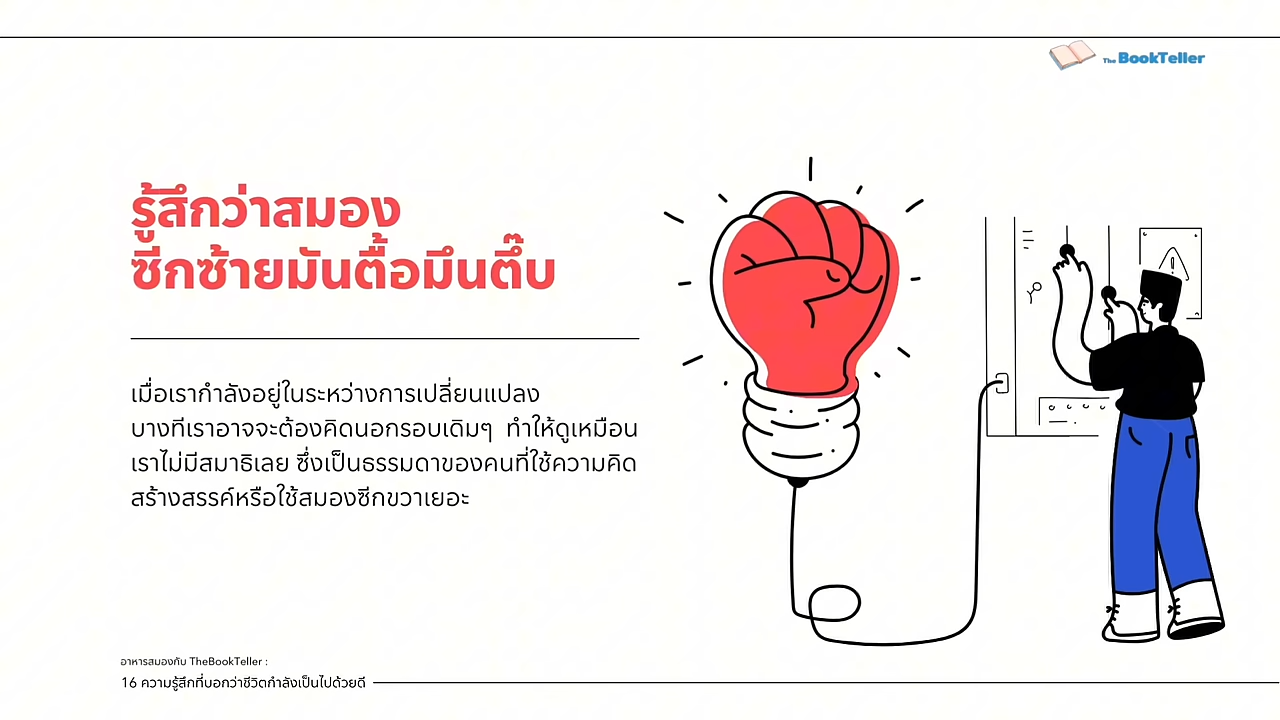 The BookTeller
รู้สึกว่าสมอง
ซีกซ้ายมันตื้อมึนตึ๊บ
เมื่อเรากำลังอยู่ในระหว่างการเปลี่ยนแปลง
บางทีเราอาจจะต้องคิดนอกรอบเดิมๆ ทำให้ดูเหมือน
เราไม่มีสมาธิเลย ซึ่งเป็นธรรมดาของคนที่ใช้ความคิด
สร้างสรรค์หรือใช้สมองซีกขวาเยอะ
อาหารสมองกับ TheBookTeller :
16 ความรู้สึกที่บอกว่าชีวิตกำลังเป็นไปด้วยดี